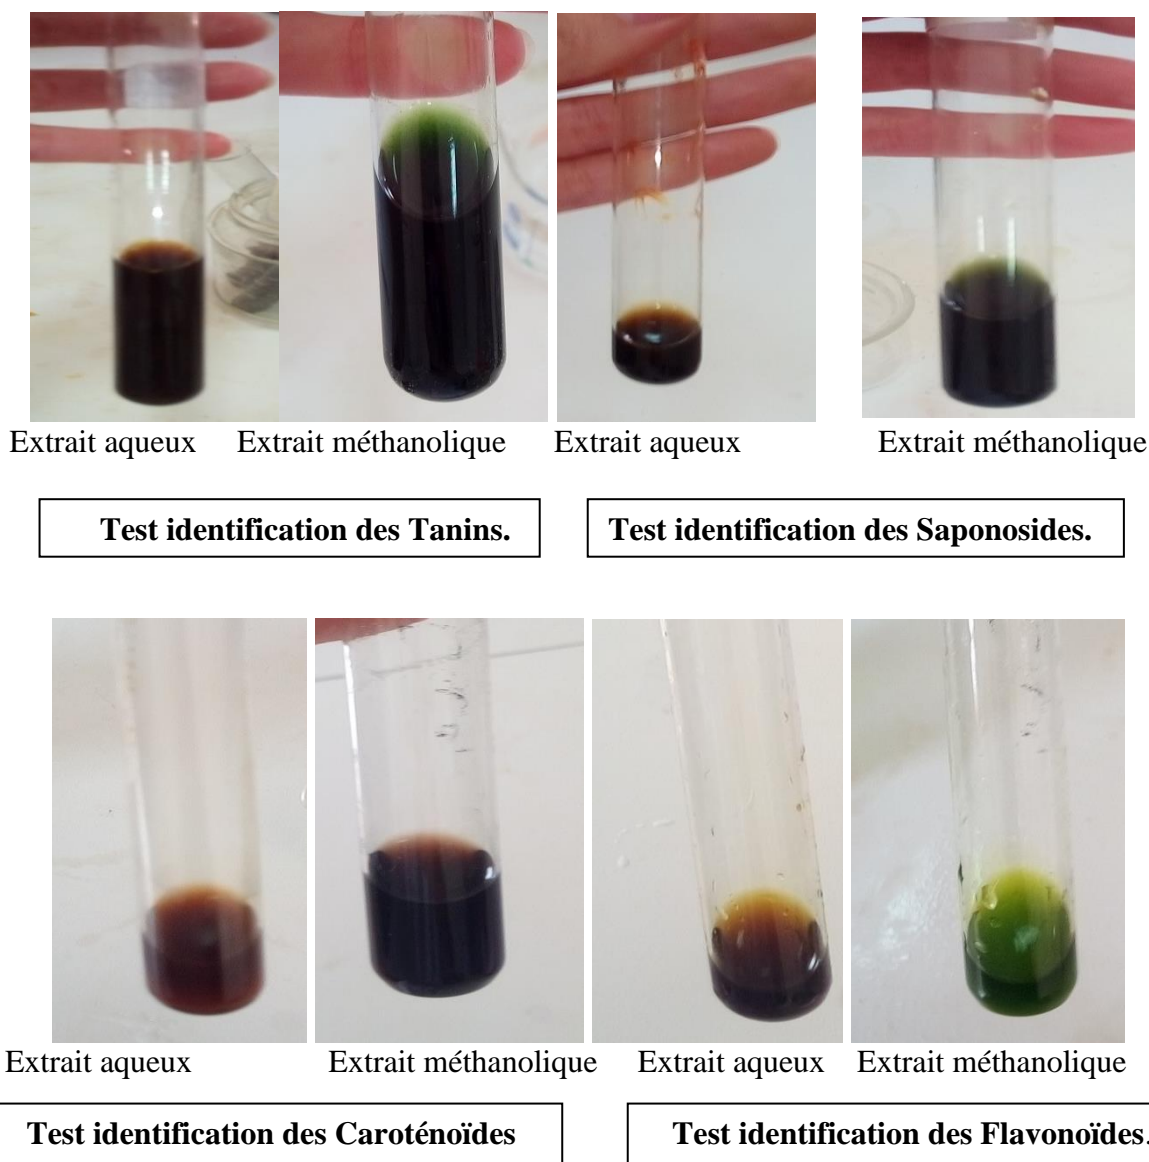 Extrait aqueux Extrait méthanolique Extrait aqueux Extrait méthanolique
Test identification des Tanins. Test identification des Saponosides.
Extrait aqueux Extrait méthanolique Extrait aqueux Extrait méthanolique
Test identification des Caroténoïdes Test identification des Flavonoïdes.